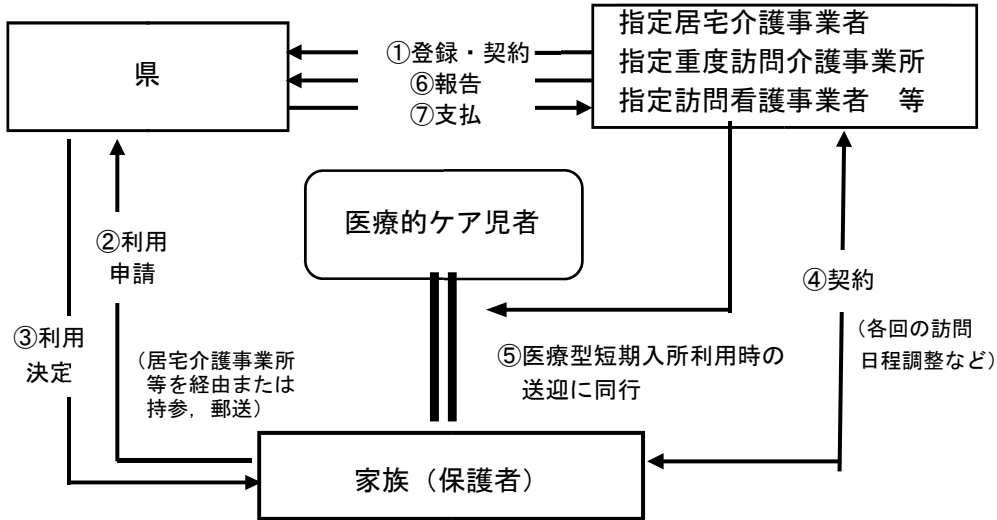 県
①登録・契約
⑥報告
⑦支払
指定居宅介護事業者
指定重度訪問介護事業所
指定訪問看護事業者　等
医療的ケア児者
②利用
申請
③利用
決定
（居宅介護事業所
等を経由または
持参，郵送）
④契約
（各回の訪問
日程調整など）
⑤医療型短期入所利用時の
送迎に同行
家族（保護者）